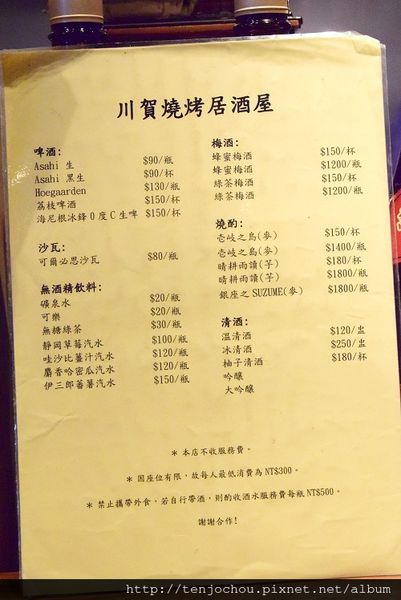 川賀燒烤居酒屋
啤酒:
Asahi 生 $90/瓶
Asahi 黑生 $90/杯
Hoegaarden $130/瓶
荔枝啤酒 $150/杯
海尼根冰鋒0度C生啤 $150/杯
沙瓦:
可爾必思沙瓦 $80/瓶
無酒精飲料:
礦泉水 $20/瓶
可樂 $20/瓶
無糖綠茶 $30/瓶
靜岡草莓汽水 $100/瓶
哇沙比薑汁汽水 $120/瓶
麝香哈密瓜汽水 $120/瓶
伊三郎蕃薯汽水 $150/瓶
梅酒:
蜂蜜梅酒 $150/杯
蜂蜜梅酒 $1200/瓶
綠茶梅酒 $150/杯
綠茶梅酒 $1200/瓶
燒酌:
壱岐之島(麥) $150/杯
壱岐之島(麥) $1400/瓶
晴耕雨讀(芋) $180/杯
晴耕雨讀(芋) $1800/瓶
銀座之SUZUME(麥) $1800/瓶
清酒:
溫清酒 $120/盅
冰清酒 $250/盅
柚子清酒 $180/杯
吟釀
大吟釀
＊本店不收服務費。
＊因座位有限，故每人最低消費為NT$300。
＊禁止攜帶外食，若自行帶酒，則酌收酒水服務費每瓶NT$500。
謝謝合作!
http://tenjochou.pixnet.net/album